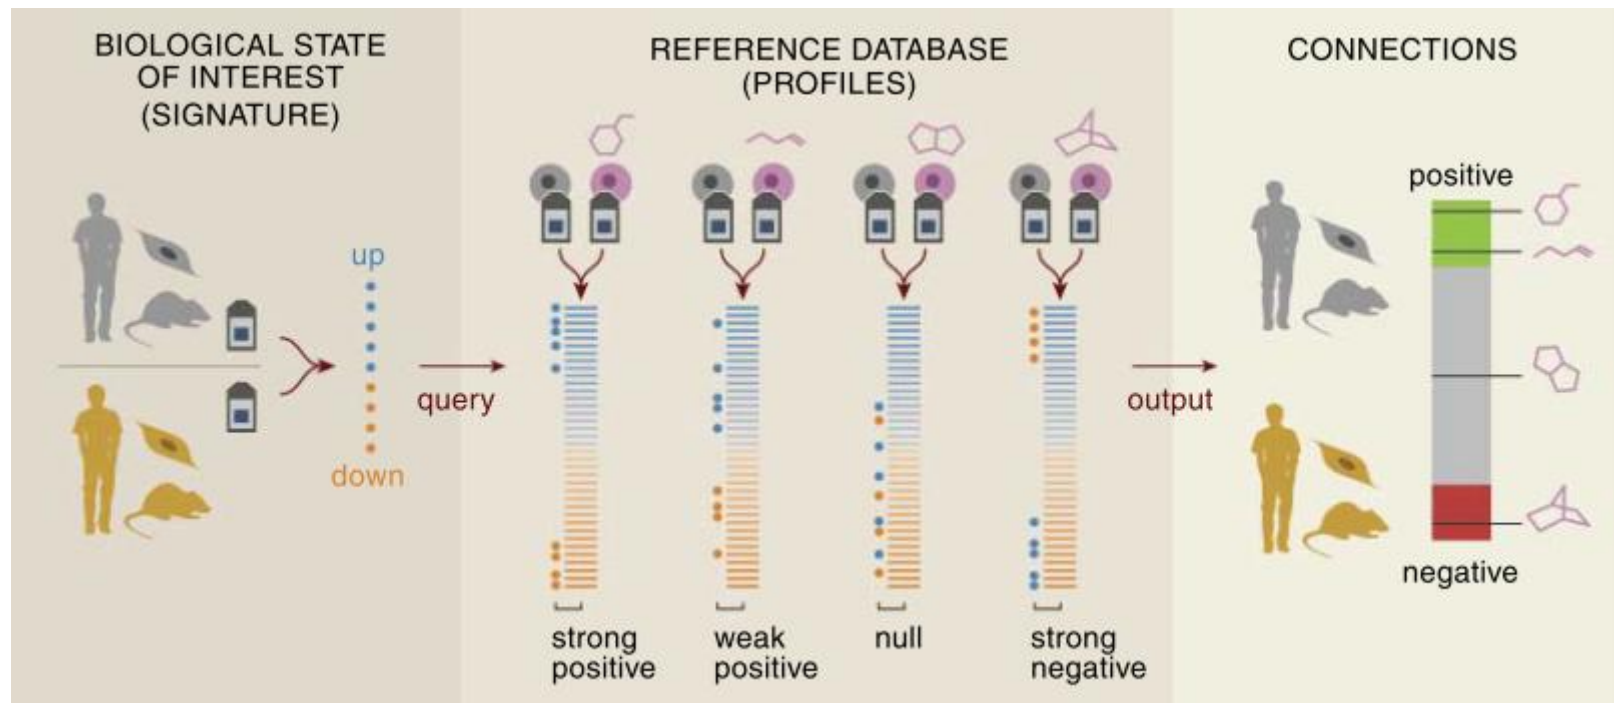 BIOLOGICAL STATE
OF INTEREST
(SIGNATURE)
up
down
query
REFERENCE DATABASE
(PROFILES)
strong
positive
weak
positive
null
strong
negative
output
CONNECTIONS
positive
negative